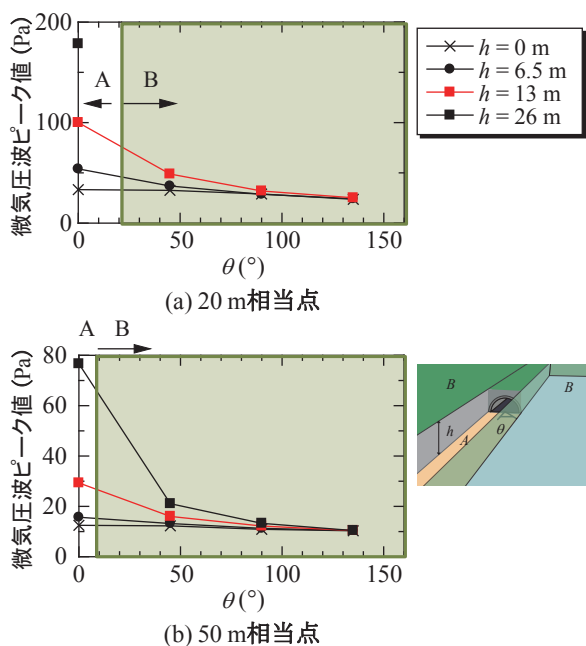 微気圧波ピーク値 (Pa)
200
100
0
A
B
0
50
100
150
θ (°)
(a) 20 m相当点
h = 0 m
h = 6.5 m
h = 13 m
h = 26 m
微気圧波ピーク値 (Pa)
A
B
80
60
40
20
0
0
50
100
150
θ (°)
(b) 50 m相当点
B
B
h
A
θ